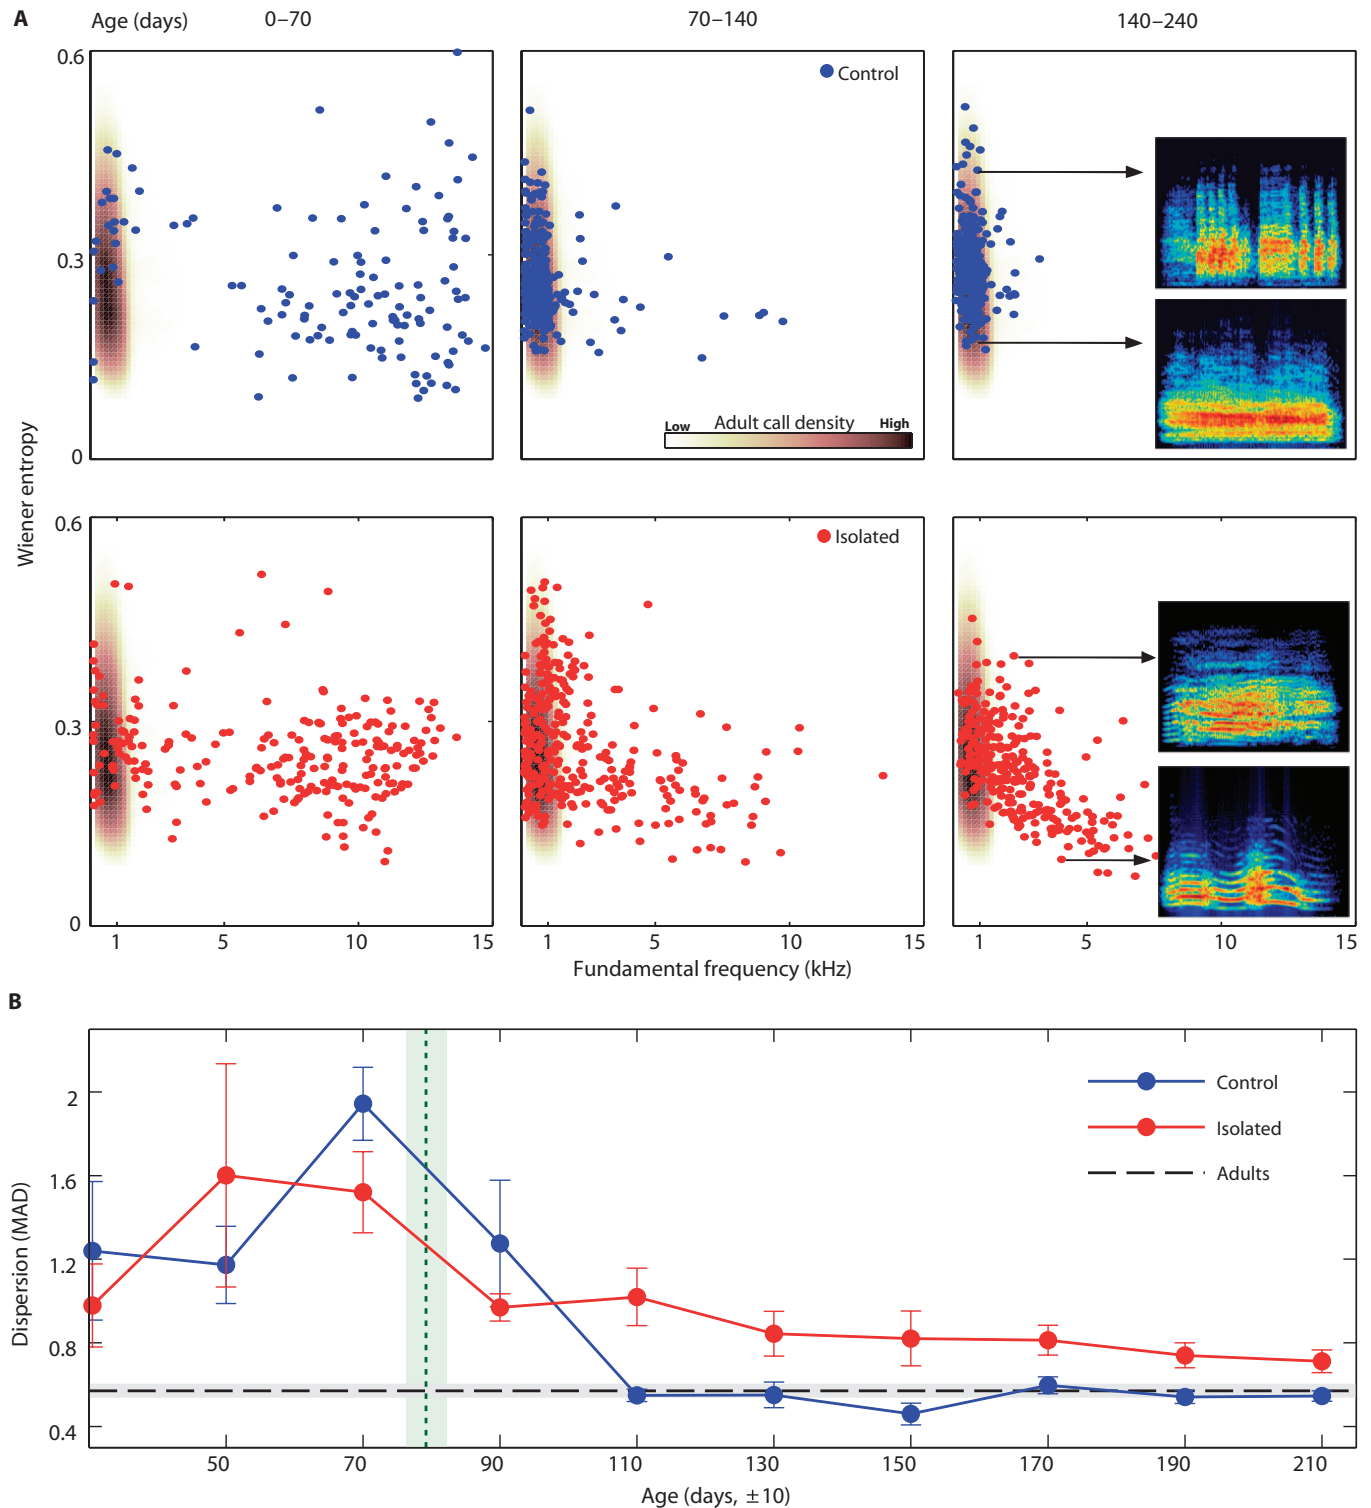 A
Age (days) 0–70 70–140 140–240
0.6
Control
0.3
Low Adult call density High
0
Wiener entropy
0.6
Isolated
0.3
0
1 5 10 15 1 5 10 15 1 5 10 15
Fundamental frequency (kHz)
B
2
Control
1.6
Isolated
Adults
1.2
0.8
0.4
Dispersion (MAD)
50 70 90 110 130 150 170 190 210
Age (days, ±10)